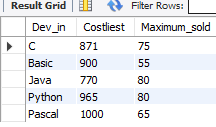 Result Grid Filter Rows:
Dev_in Costliest Maximum_sold
C 871 75
Basic 900 55
Java 770 80
Python 965 80
Pascal 1000 65